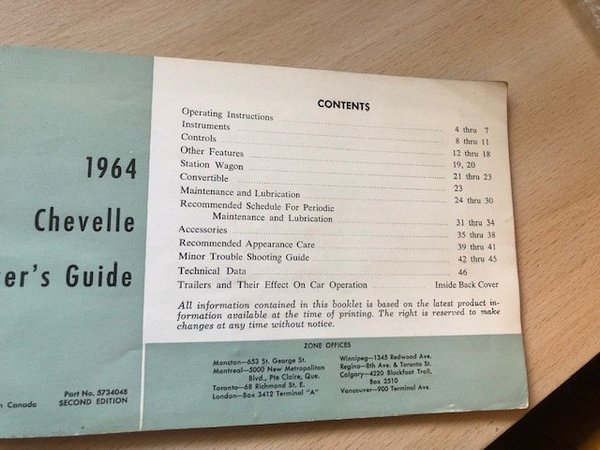 1964
Chevelle
er's Guide
Part No. 5734048
n Canada SECOND EDITION
CONTENTS
Operating Instructions 4 thru 7
Instruments 8 thru 11
Controls 12 thru 18
Other Features 19, 20
Station Wagon 21 thru 23
Convertible 23
Maintenance and Lubrication 24 thru 30
Recommended Schedule For Periodic
Maintenance and Lubrication 31 thru 34
Accessories 35 thru 38
Recommended Appearance Care 39 thru 41
Minor Trouble Shooting Guide 42 thru 45
Technical Data 46
Trailers and Their Effect On Car Operation Inside Back Cover
All information contained in this booklet is based on the latest product in-
formation available at the time of printing. The right is reserved to make
changes at any time without notice.
ZONE OFFICES
Moncton—653 St. George St.
Montreal—5000 New Metropolitan
Blvd., Pte Claire, Que.
Toronto—68 Richmond St. E.
London—Box 3412 Terminal "A"
Winnipeg—1345 Redwood Ave.
Regina—8th Ave. & Toronto St.
Calgary—4220 Blackfoot Trail,
Box 2510
Vancouver—900 Terminal Ave.